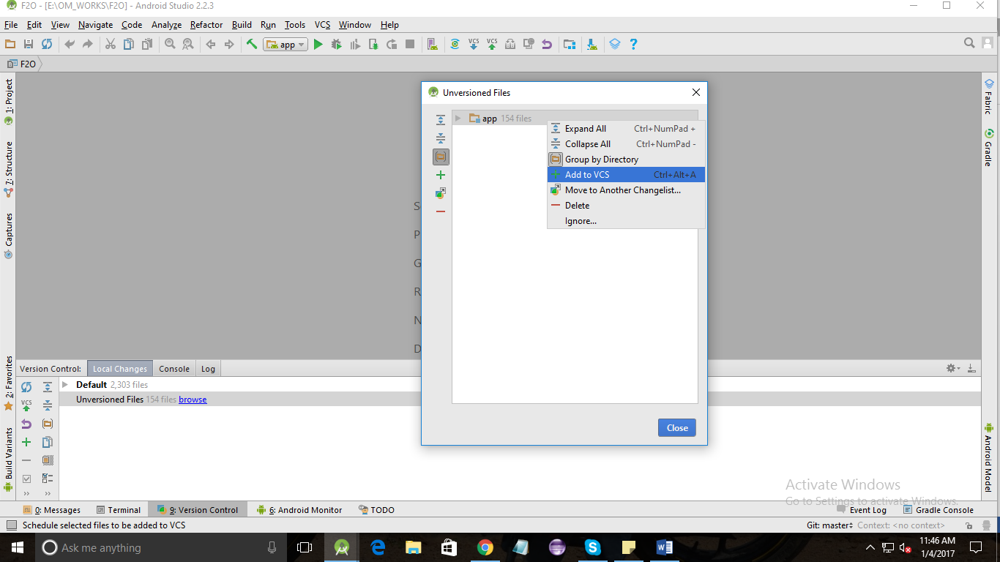 F2O - [E:\OM_WORKS\F2O] - Android Studio 2.2.3
File Edit View Navigate Code Analyze Refactor Build Run Tools VCS Window Help
app
VCS VCS
F2O
1: Project
7: Structure
Captures
2: Favorites
Build Variants
Fabric
Gradle
Android Model
Unversioned Files
app 154 files
Expand All Ctrl+NumPad +
Collapse All Ctrl+NumPad -
Group by Directory
Add to VCS Ctrl+Alt+A
Move to Another Changelist...
Delete
Ignore...
S
P
G
R
N
D
Close
Version Control: Local Changes Console Log
VCS
Default 2,303 files
Unversioned Files 154 files browse
Activate Windows
Go to Settings to activate Windows.
0: Messages Terminal 9: Version Control 6: Android Monitor TODO Event Log Gradle Console
Schedule selected files to be added to VCS Git: master Context: <no context>
Ask me anything
11:46 AM
1/4/2017